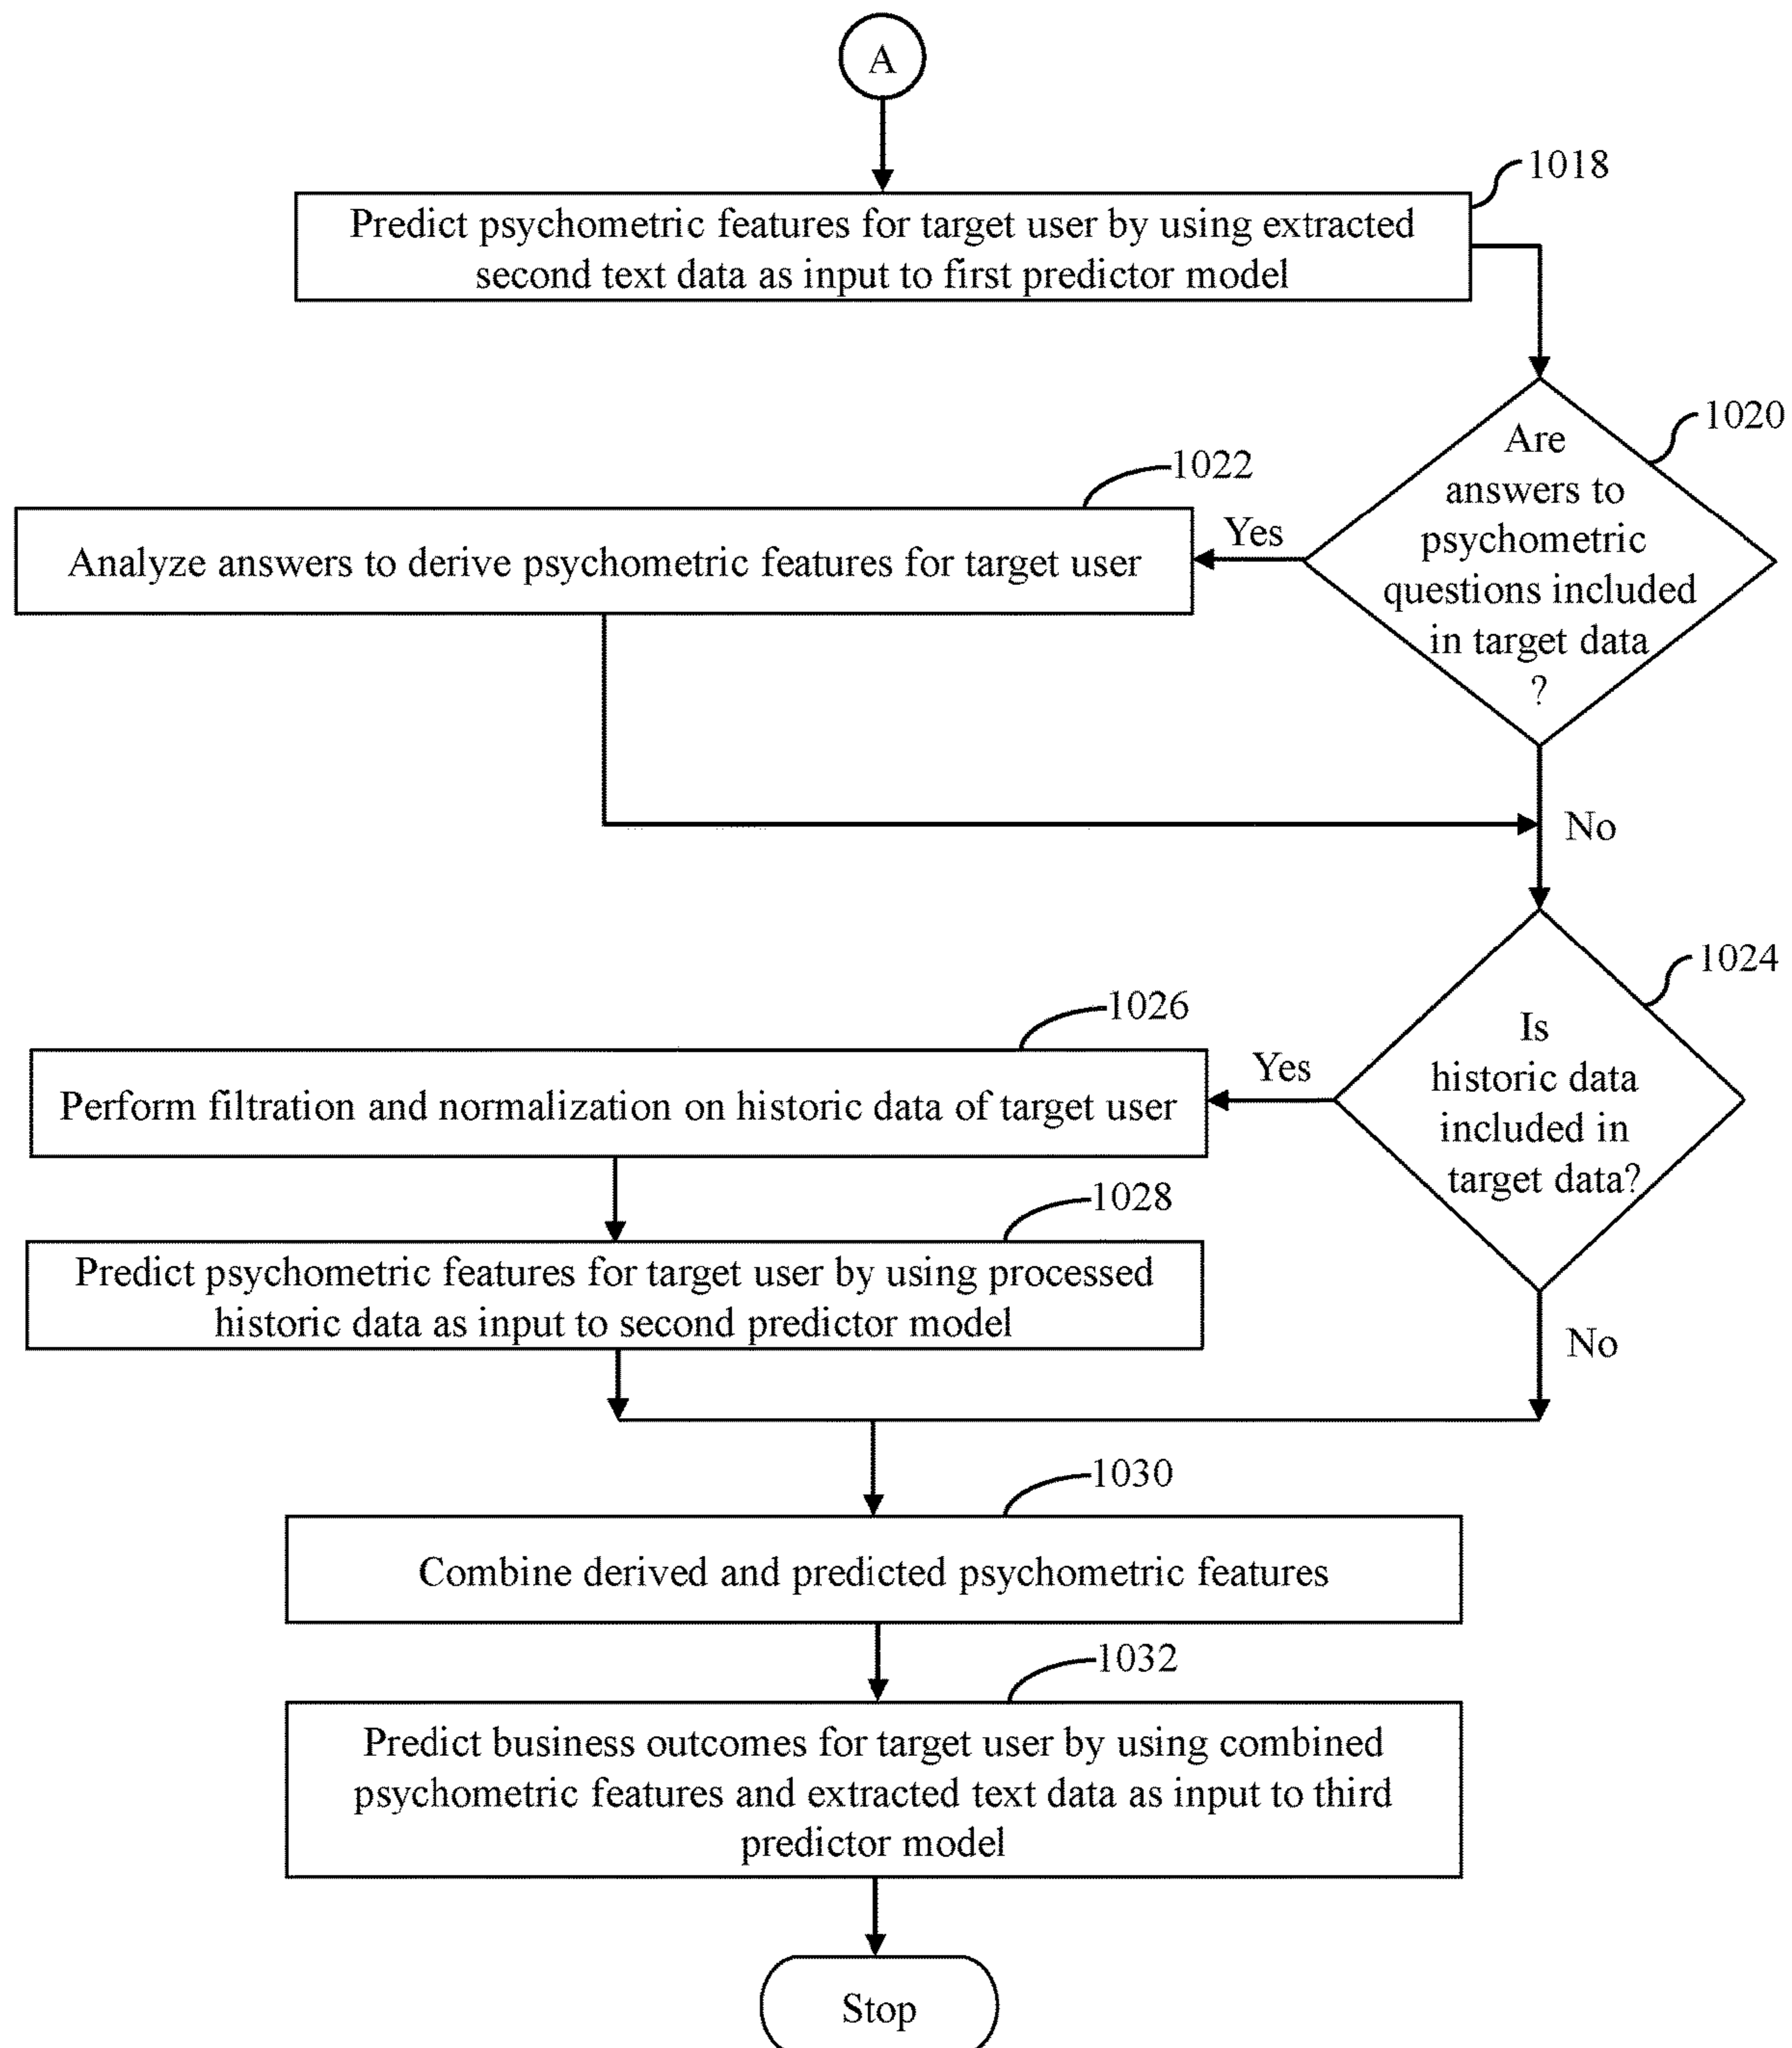 A
1018
Predict psychometric features for target user by using extracted
second text data as input to first predictor model
1020
Are
answers to
psychometric
questions included
in target data
?
1022
Yes
Analyze answers to derive psychometric features for target user
No
1024
Is
historic data
included in
target data?
1026
Yes
Perform filtration and normalization on historic data of target user
1028
Predict psychometric features for target user by using processed
historic data as input to second predictor model
No
1030
Combine derived and predicted psychometric features
1032
Predict business outcomes for target user by using combined
psychometric features and extracted text data as input to third
predictor model
Stop